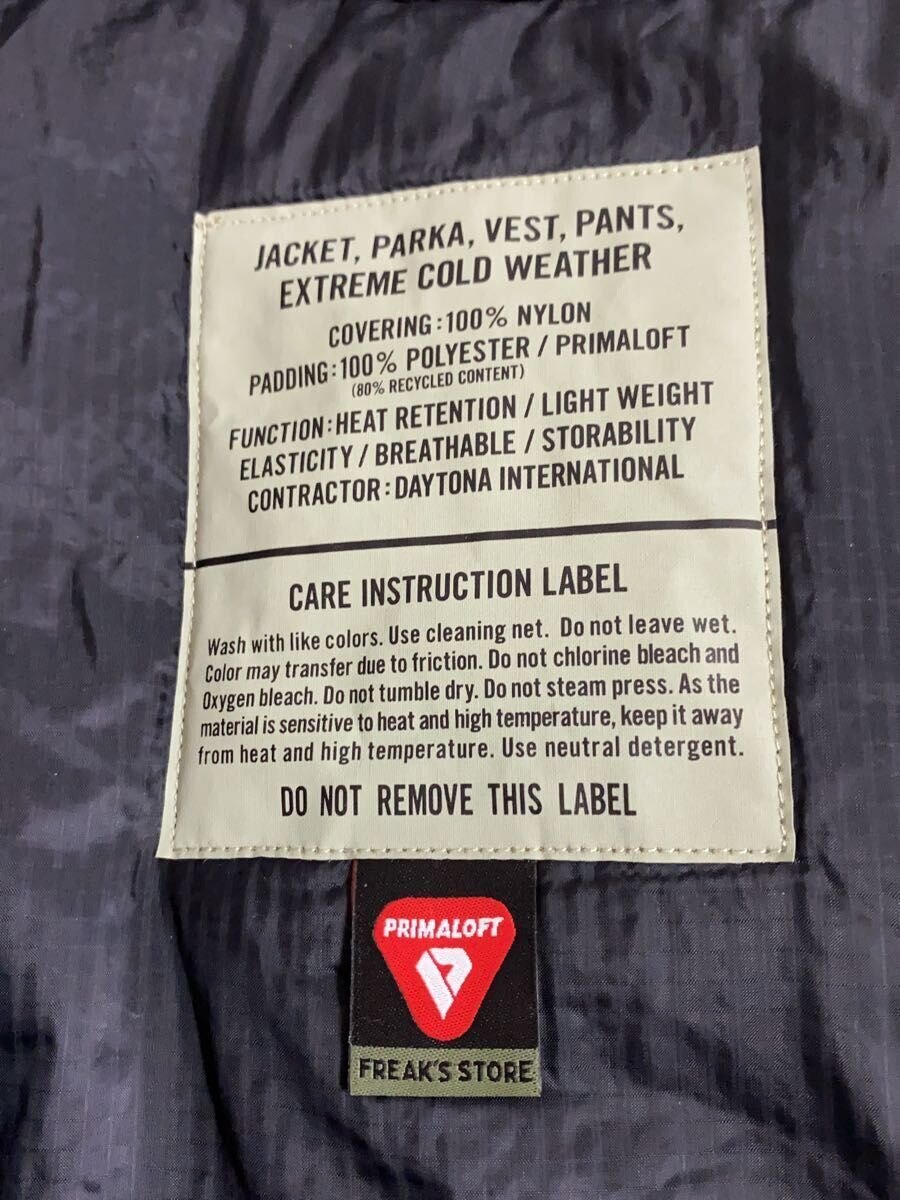 JACKET, PARKA, VEST, PANTS,
EXTREME COLD WEATHER
COVERING:100% NYLON
PADDING:100% POLYESTER / PRIMALOFT
(80% RECYCLED CONTENT)
FUNCTION:HEAT RETENTION / LIGHT WEIGHT
ELASTICITY / BREATHABLE / STORABILITY
CONTRACTOR:DAYTONA INTERNATIONAL
CARE INSTRUCTION LABEL
Wash with like colors. Use cleaning net. Do not leave wet.
Color may transfer due to friction. Do not chlorine bleach and
Oxygen bleach. Do not tumble dry. Do not steam press. As the
material is sensitive to heat and high temperature, keep it away
from heat and high temperature. Use neutral detergent.
DO NOT REMOVE THIS LABEL
PRIMALOFT
FREAK'S STORE